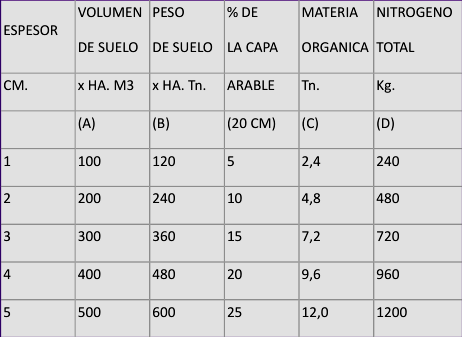 ESPESOR VOLUMEN DE SUELO PESO DE SUELO % DE LA CAPA MATERIA ORGANICA NITROGENO TOTAL
CM. x HA. M3 x HA. Tn. ARABLE Tn. Kg.
(A) (B) (20 CM) (C) (D)
1 100 120 5 2,4 240
2 200 240 10 4,8 480
3 300 360 15 7,2 720
4 400 480 20 9,6 960
5 500 600 25 12,0 1200